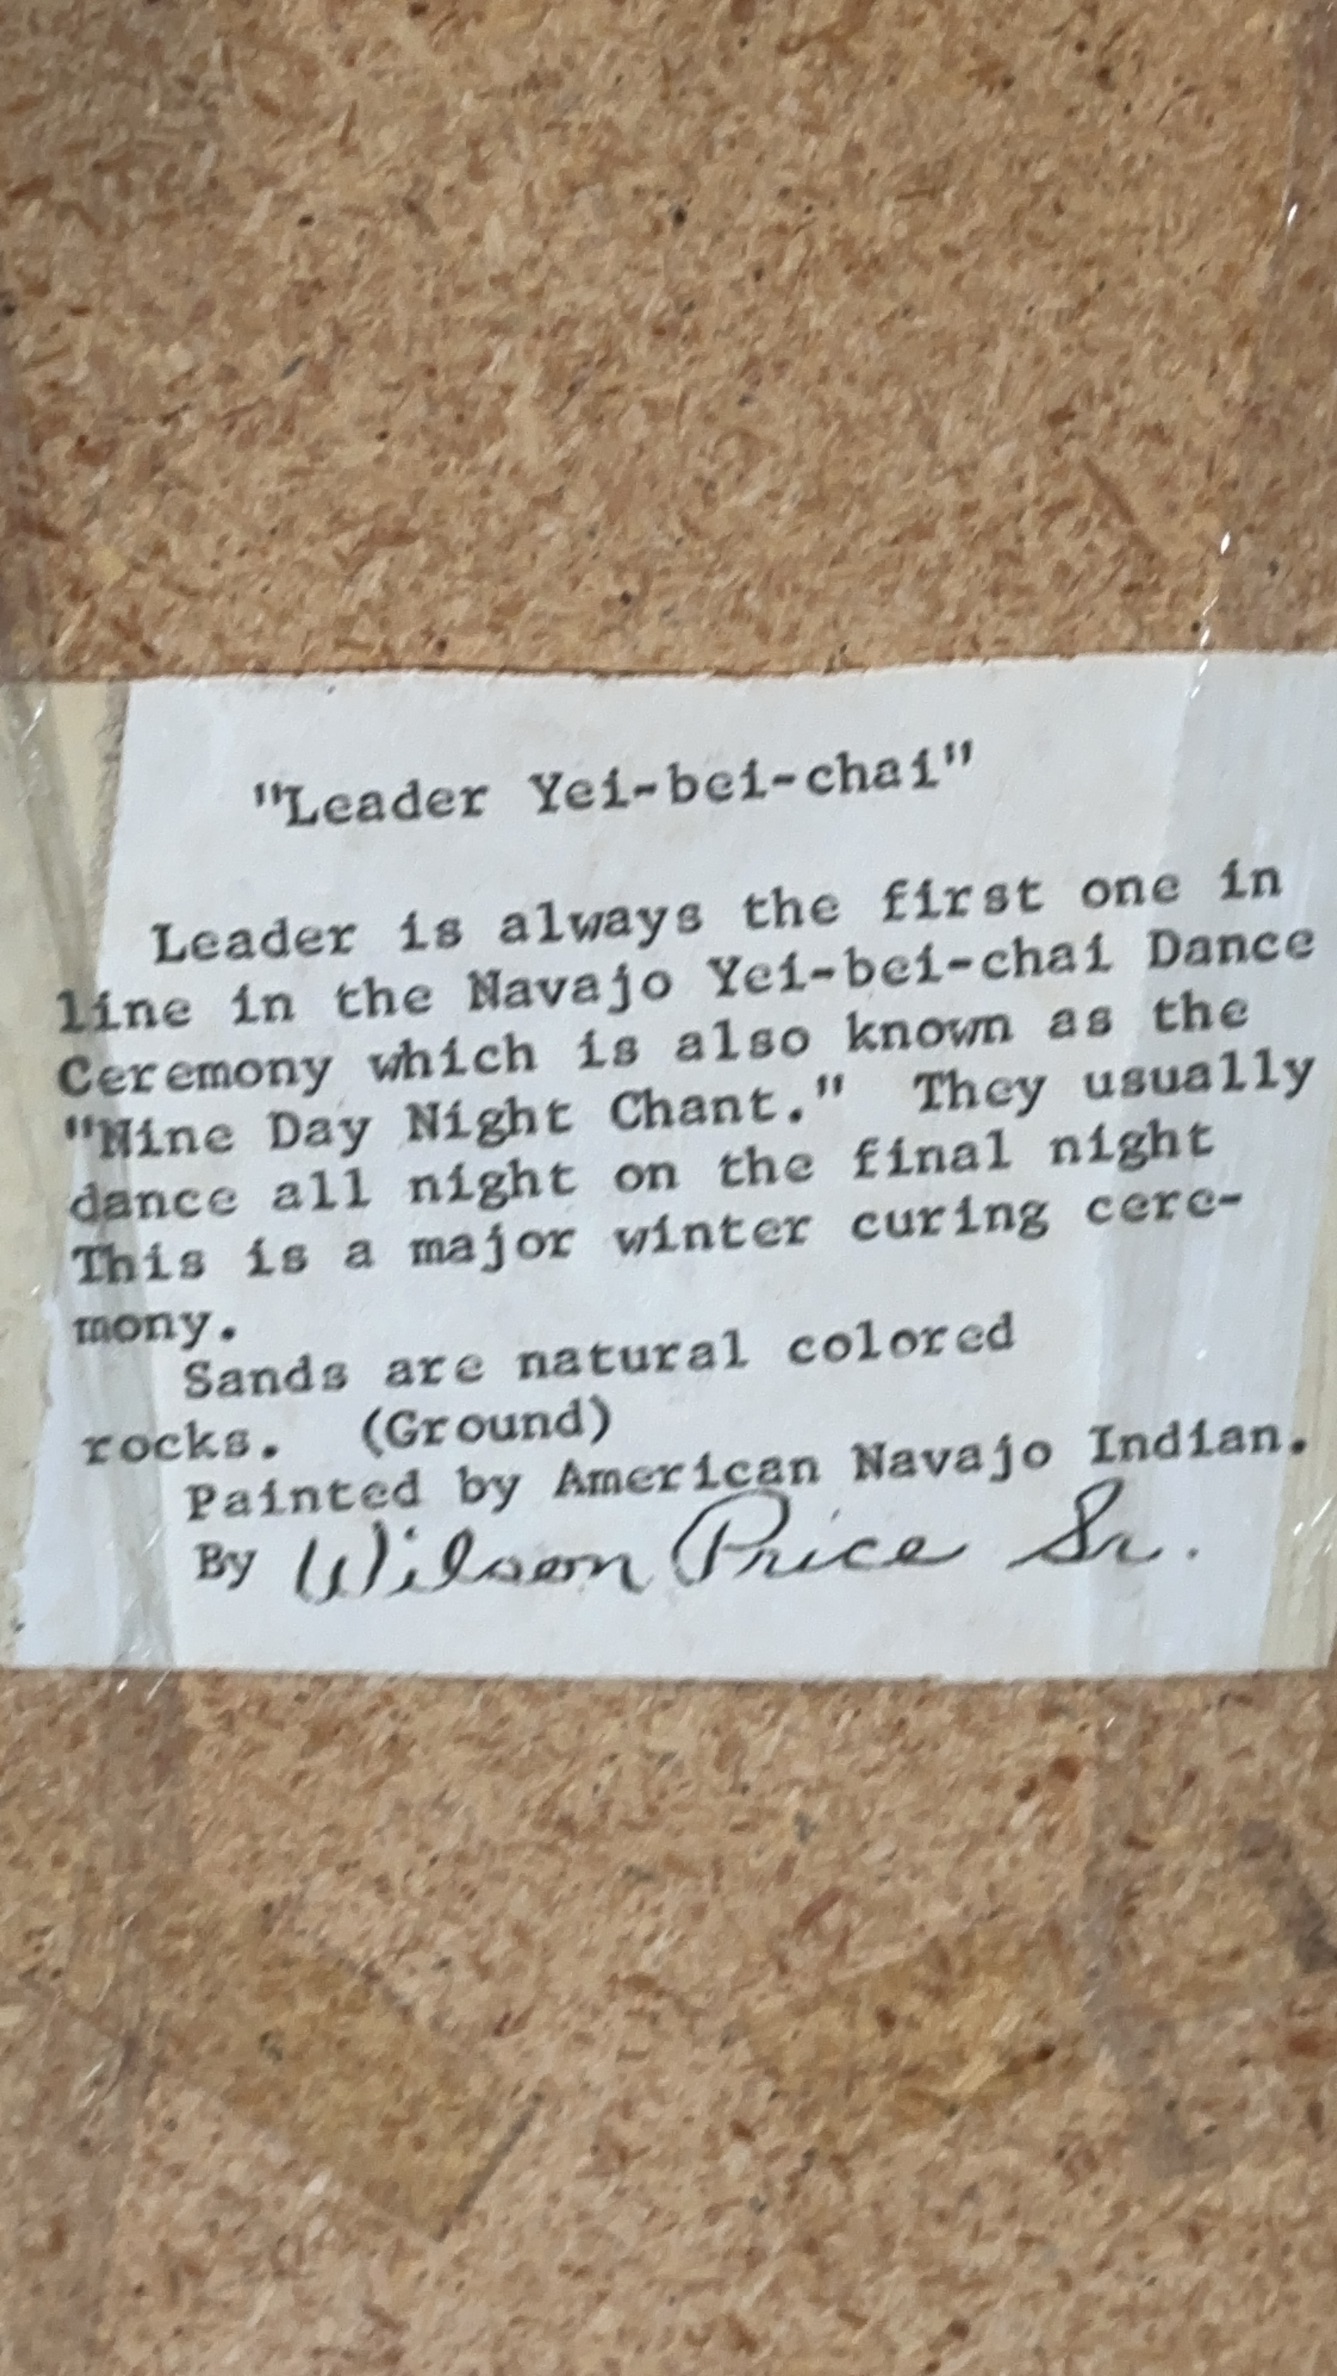 "Leader Yei-bei-chai"
Leader is always the first one in
line in the Navajo Yei-bei-chai Dance
Ceremony which is also known as the
"Nine Day Night Chant." They usually
dance all night on the final night
This is a major winter curing cere-
mony.
Sands are natural colored
rocks. (Ground)
Painted by American Navajo Indian.
By Wilson Price Sr.